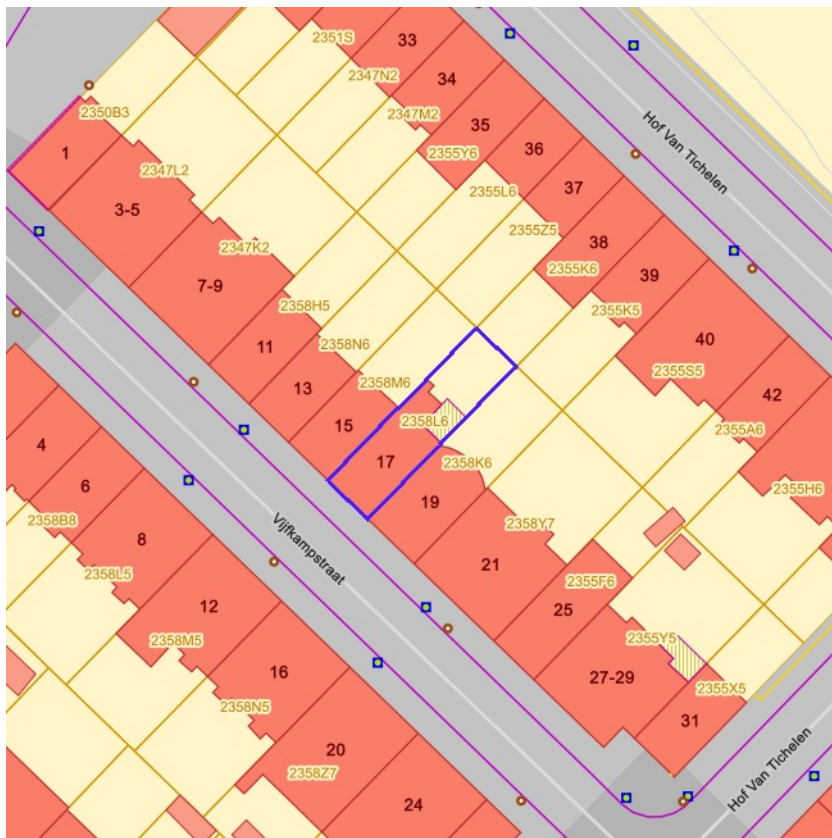 2351S
33
2347N2
34
2350B3
2347M2
35
Hof Van Tichelen
1
2355Y6
36
2347L2
2355L6
37
3-5
2355Z5
38
2347K2
2355K6
39
7-9
2358H5
2355K5
11
2358N6
40
2355S5
13
2358M6
42
15
2358L6
2355A6
4
17
2358K6
6
2355H6
19
2358B8
2358Y7
8
Vijfkampstraat
21
2358L5
2355F6
12
25
2358M5
2355Y5
16
27-29
2355X5
2358N5
31
20
Hof Van Tichelen
2358Z7
24